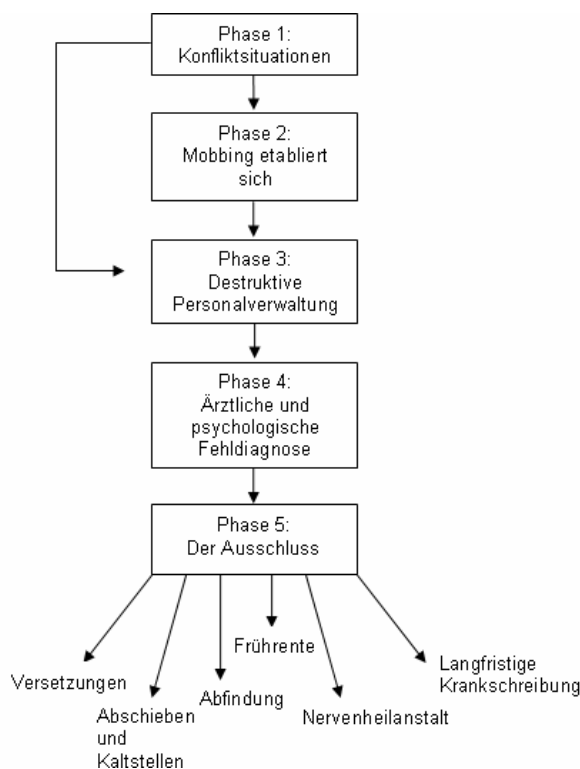 Phase 1:
Konfliktsituationen
Phase 2:
Mobbing etabliert
sich
Phase 3:
Destruktive
Personalverwaltung
Phase 4:
Ärztliche und
psychologische
Fehldiagnose
Phase 5:
Der Ausschluss
Versetzungen
Abschieben
und
Kaltstellen
Abfindung
Frührente
Nervenheilanstalt
Langfristige
Krankschreibung